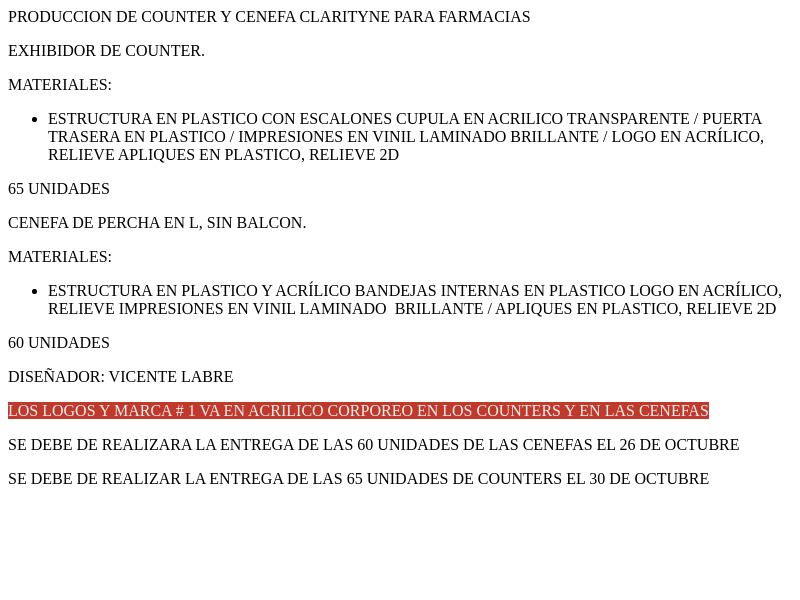 PRODUCCION DE COUNTER Y CENEFA CLARITYNE PARA FARMACIAS
EXHIBIDOR DE COUNTER.
MATERIALES:
ESTRUCTURA EN PLASTICO CON ESCALONES CUPULA EN ACRILICO TRANSPARENTE / PUERTA
TRASERA EN PLASTICO / IMPRESIONES EN VINIL LAMINADO BRILLANTE / LOGO EN ACRÍLICO,
RELIEVE APLIQUES EN PLASTICO, RELIEVE 2D
65 UNIDADES
CENEFA DE PERCHA EN L, SIN BALCON.
MATERIALES:
ESTRUCTURA EN PLASTICO Y ACRÍLICO BANDEJAS INTERNAS EN PLASTICO LOGO EN ACRÍLICO,
RELIEVE IMPRESIONES EN VINIL LAMINADO  BRILLANTE / APLIQUES EN PLASTICO, RELIEVE 2D
60 UNIDADES
DISEÑADOR: VICENTE LABRE
LOS LOGOS Y MARCA # 1 VA EN ACRILICO CORPOREO EN LOS COUNTERS Y EN LAS CENEFAS
SE DEBE DE REALIZARA LA ENTREGA DE LAS 60 UNIDADES DE LAS CENEFAS EL 26 DE OCTUBRE
SE DEBE DE REALIZAR LA ENTREGA DE LAS 65 UNIDADES DE COUNTERS EL 30 DE OCTUBRE